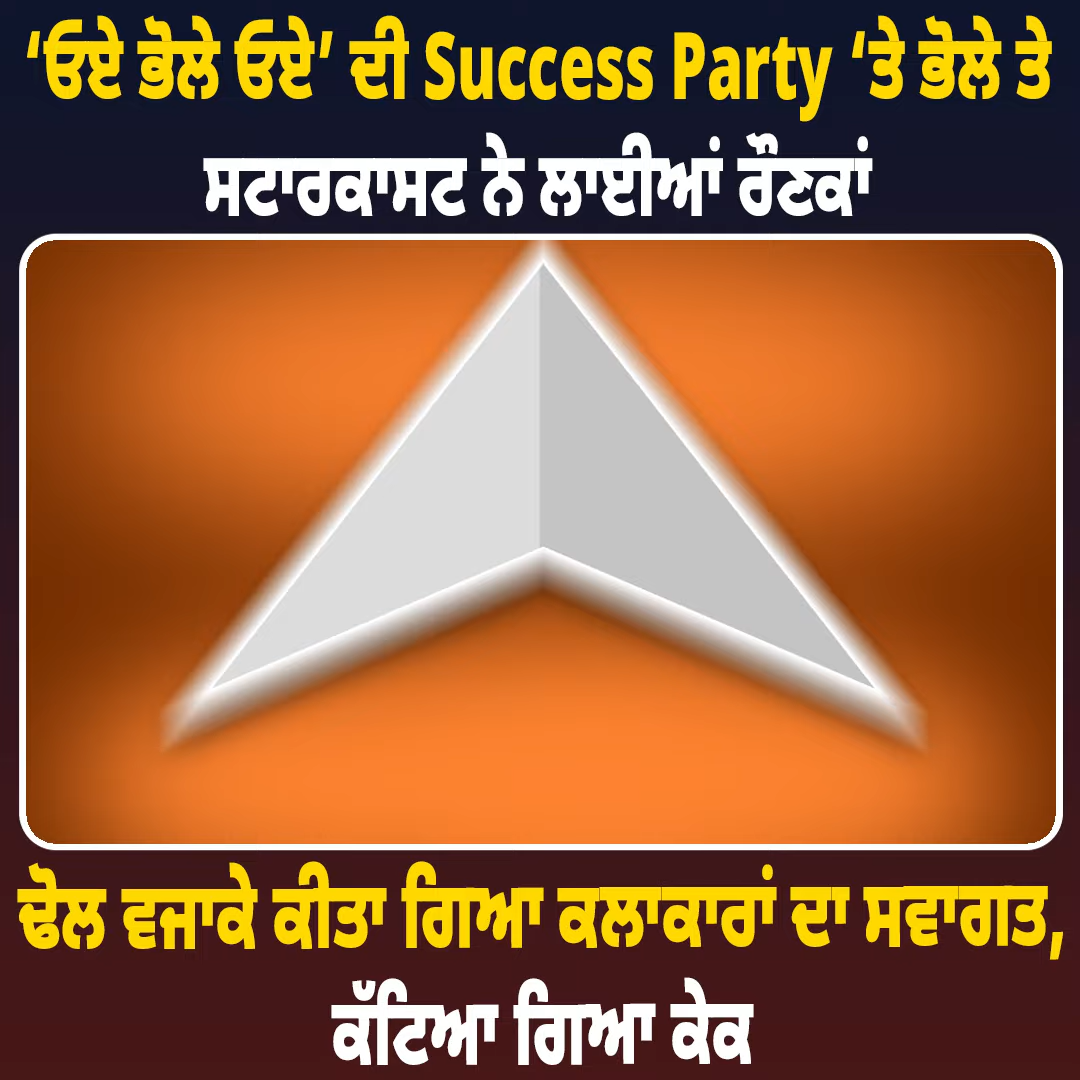 ‘ਓਏ ਭੋਲੇ ਓਏ’ ਦੀ Success Party ‘ਤੇ ਭੋਲੇ ਤੇ
ਸਟਾਰਕਾਸਟ ਨੇ ਲਾਈਆਂ ਰੌਣਕਾਂ
ਢੋਲ ਵਜਾਕੇ ਕੀਤਾ ਗਿਆ ਕਲਾਕਾਰਾਂ ਦਾ ਸਵਾਗਤ,
ਕੱਟਿਆ ਗਿਆ ਕੇਕ